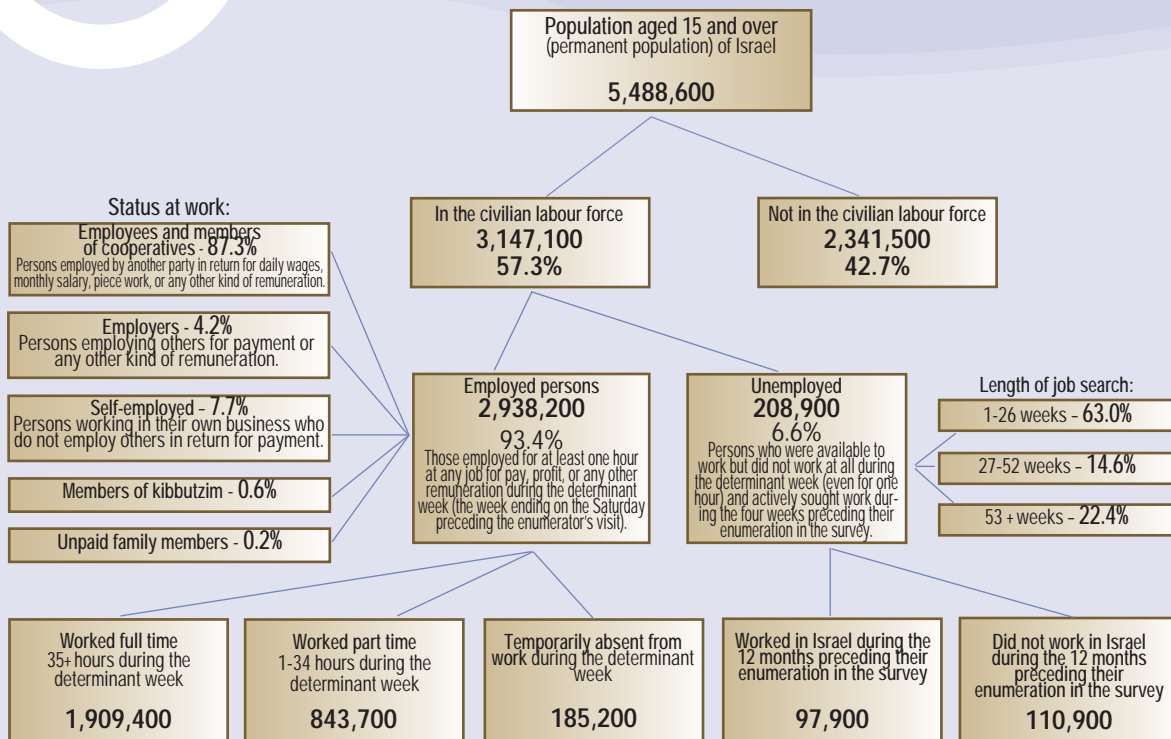 Population aged 15 and over
(permanent population) of Israel
5,488,600
In the civilian labour force
3,147,100
57.3%
Not in the civilian labour force
2,341,500
42.7%
Status at work:
Employees and members
of cooperatives - 87.3%
Persons employed by another party in return for daily wages,
monthly salary, piece work, or any other kind of remuneration.
Employers - 4.2%
Persons employing others for payment or
any other kind of remuneration.
Self-employed – 7.7%
Persons working in their own business who
do not employ others in return for payment.
Members of kibbutzim - 0.6%
Unpaid family members - 0.2%
Employed persons
2,938,200
93.4%
Those employed for at least one hour
at any job for pay, profit, or any other
remuneration during the determinant
week (the week ending on the Saturday
preceding the enumerator's visit).
Unemployed
208,900
6.6%
Persons who were available to
work but did not work at all during
the determinant week (even for one
hour) and actively sought work dur-
ing the four weeks preceding their
enumeration in the survey.
Length of job search:
1-26 weeks – 63.0%
27-52 weeks – 14.6%
53 + weeks – 22.4%
Worked full time
35+ hours during the
determinant week
1,909,400
Worked part time
1-34 hours during the
determinant week
843,700
Temporarily absent from
work during the determinant
week
185,200
Worked in Israel during the
12 months preceding their
enumeration in the survey
97,900
Did not work in Israel
during the 12 months
preceding their
enumeration in the survey
110,900